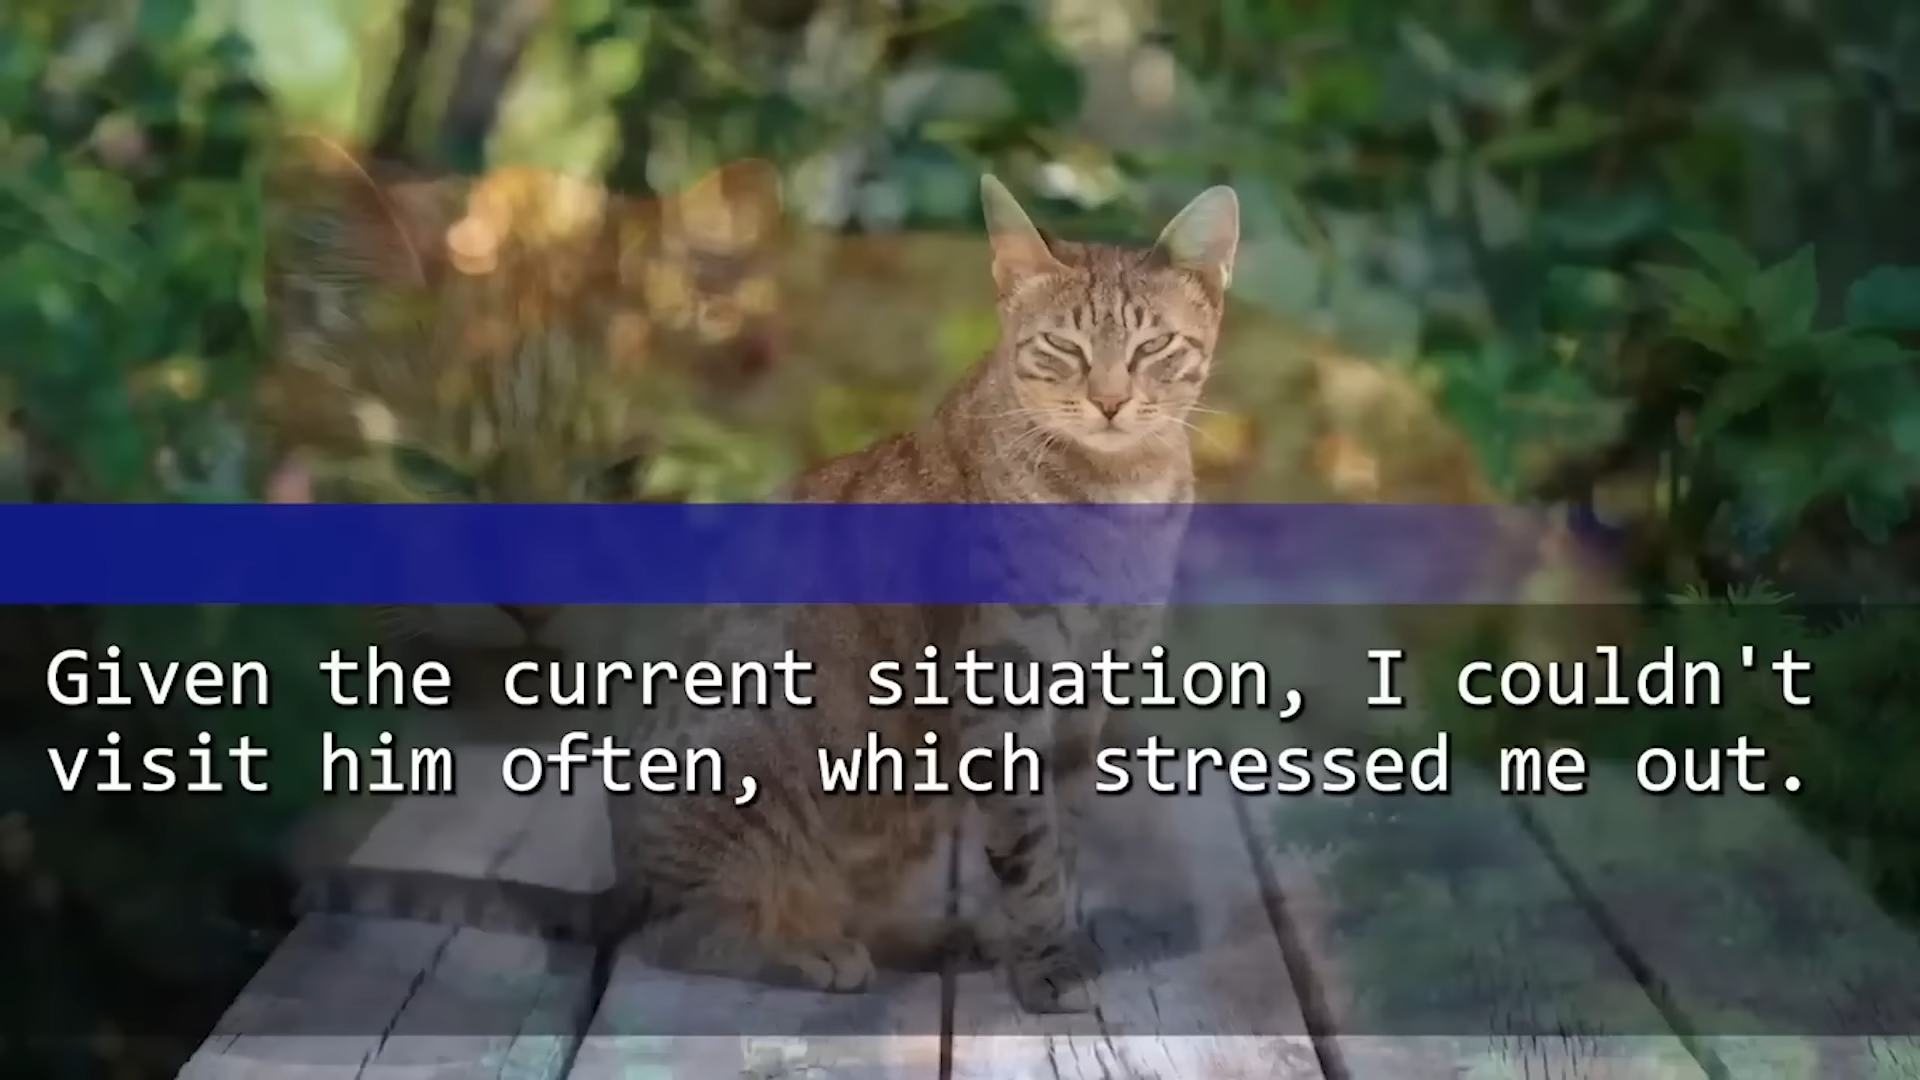 Given the current situation, I couldn't
visit him often, which stressed me out.